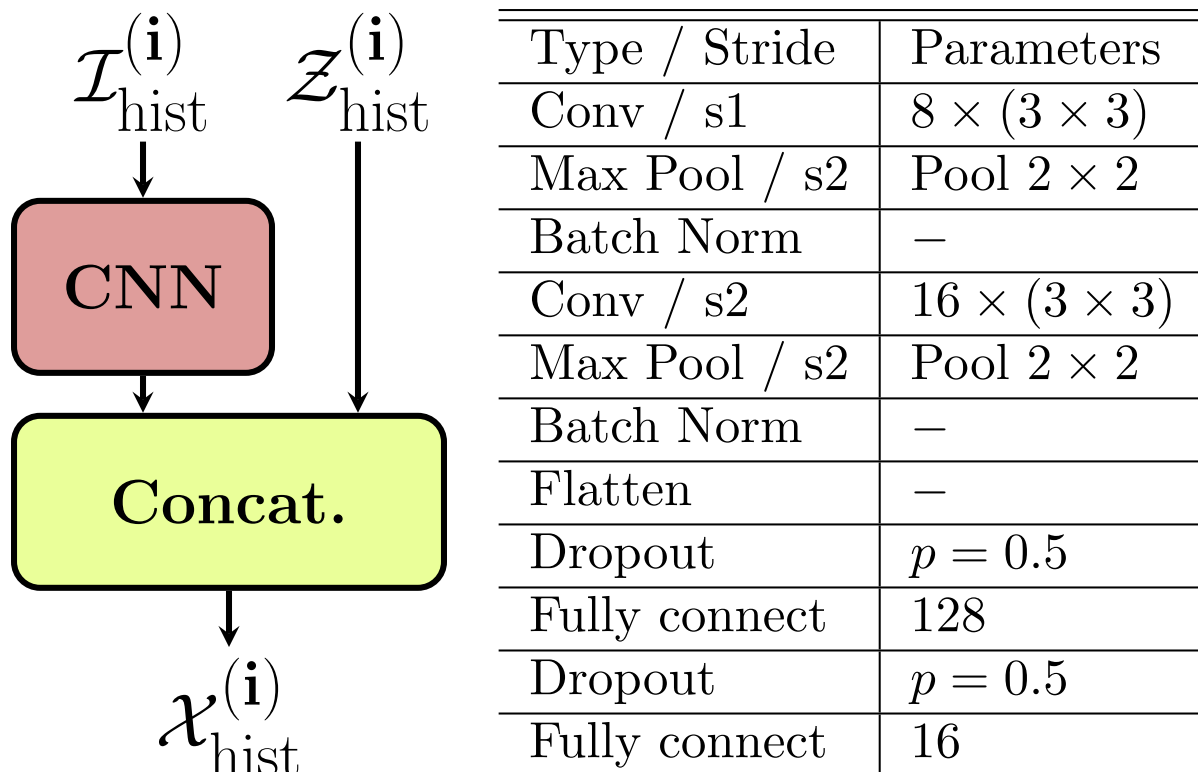 𝓘_hist^(𝐢) 𝓩_hist^(𝐢)
CNN
Concat.
𝓧_hist^(𝐢)
Type / Stride Parameters
Conv / s1 8 × (3 × 3)
Max Pool / s2 Pool 2 × 2
Batch Norm −
Conv / s2 16 × (3 × 3)
Max Pool / s2 Pool 2 × 2
Batch Norm −
Flatten −
Dropout p = 0.5
Fully connect 128
Dropout p = 0.5
Fully connect 16